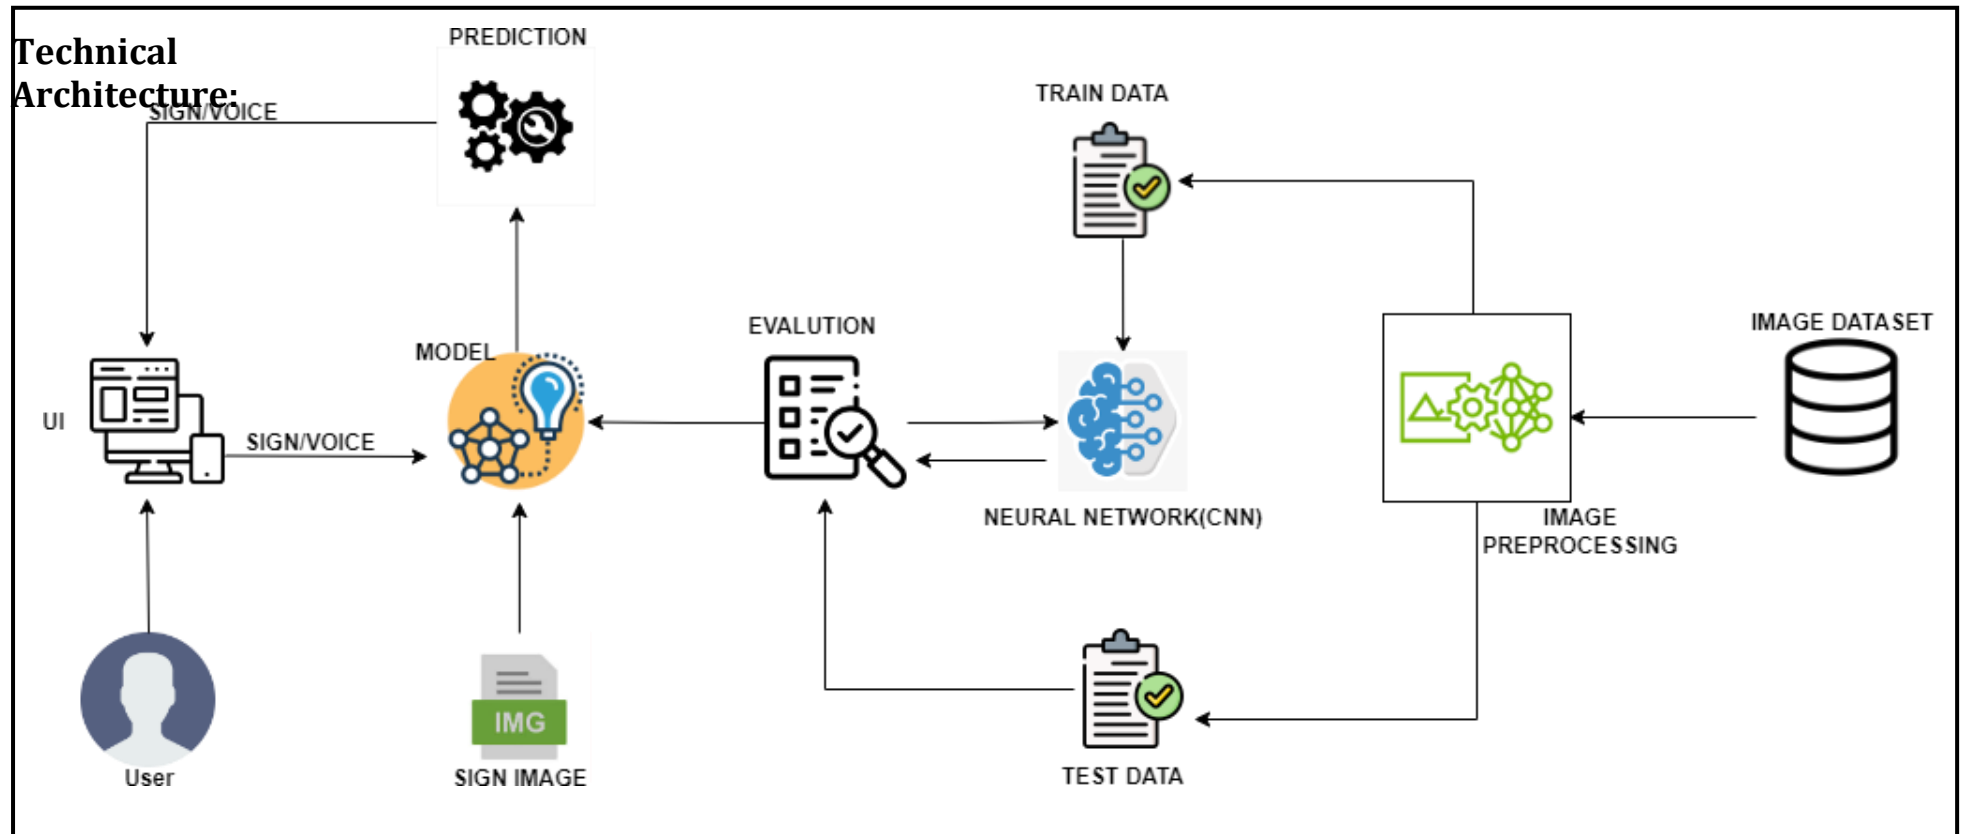 Technical
Architecture:
PREDICTION
SIGN/VOICE
TRAIN DATA
EVALUTION
IMAGE DATASET
MODEL
UI
SIGN/VOICE
NEURAL NETWORK(CNN)
IMAGE
PREPROCESSING
IMG
User
SIGN IMAGE
TEST DATA